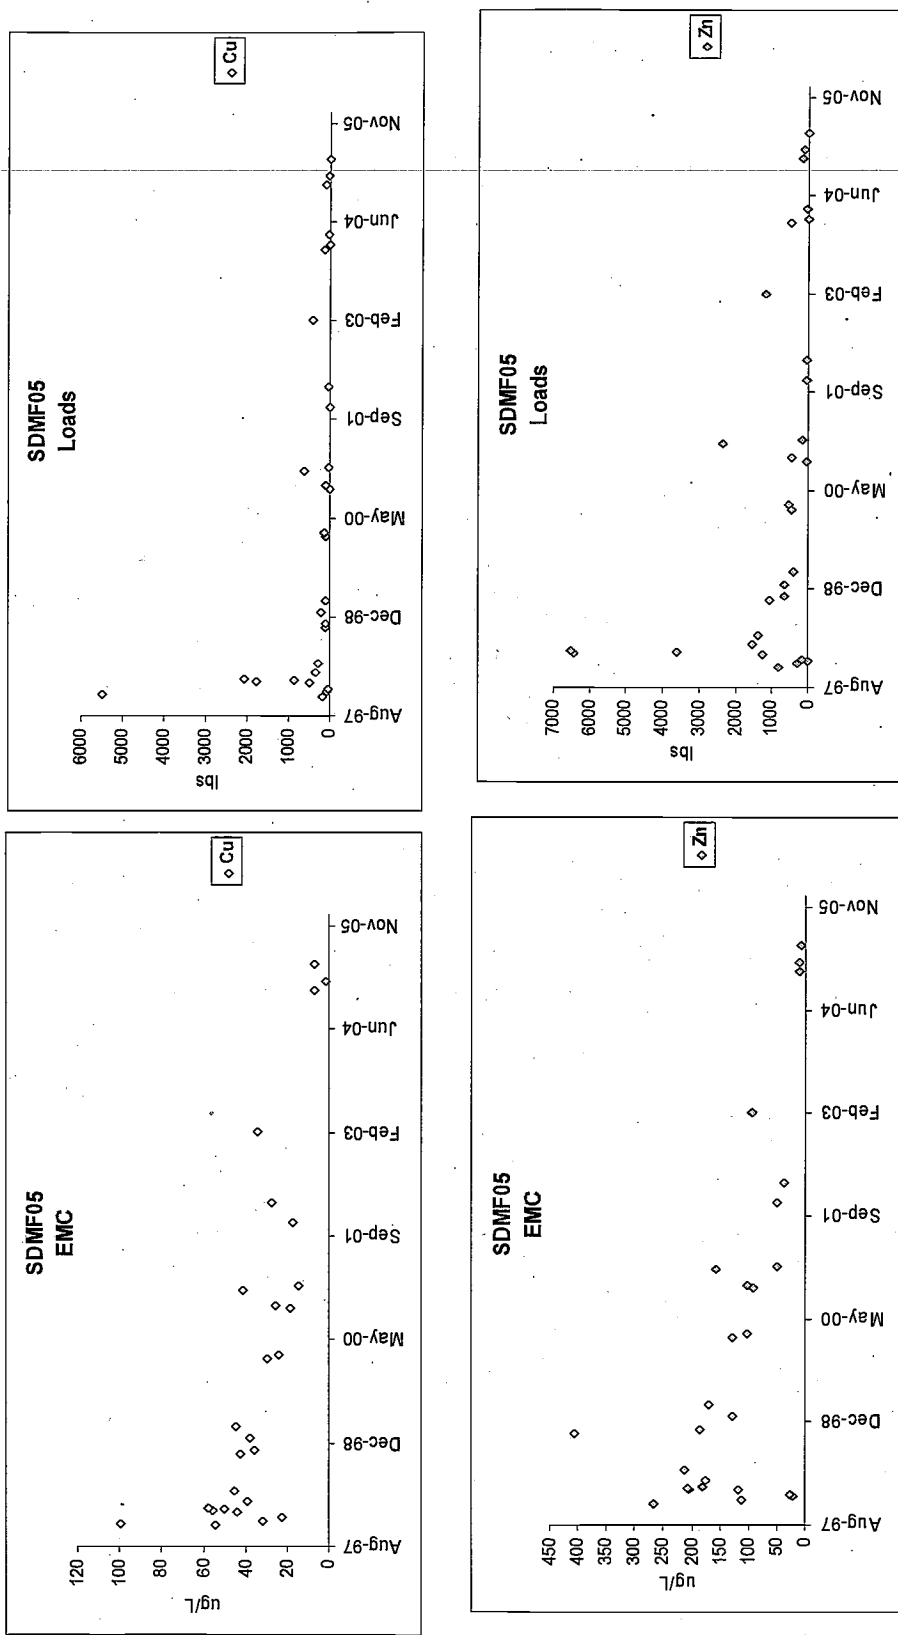 SDMF05
EMC
ug/L
120
100
80
60
40
20
0
Aug-97
Dec-98
May-00
Sep-01
Feb-03
Jun-04
Nov-05
Cu
SDMF05
Loads
lbs
6000
5000
4000
3000
2000
1000
0
Aug-97
Dec-98
May-00
Sep-01
Feb-03
Jun-04
Nov-05
Cu
SDMF05
EMC
ug/L
450
400
350
300
250
200
150
100
50
0
Aug-97
Dec-98
May-00
Sep-01
Feb-03
Jun-04
Nov-05
Zn
SDMF05
Loads
lbs
7000
6000
5000
4000
3000
2000
1000
0
Aug-97
Dec-98
May-00
Sep-01
Feb-03
Jun-04
Nov-05
Zn